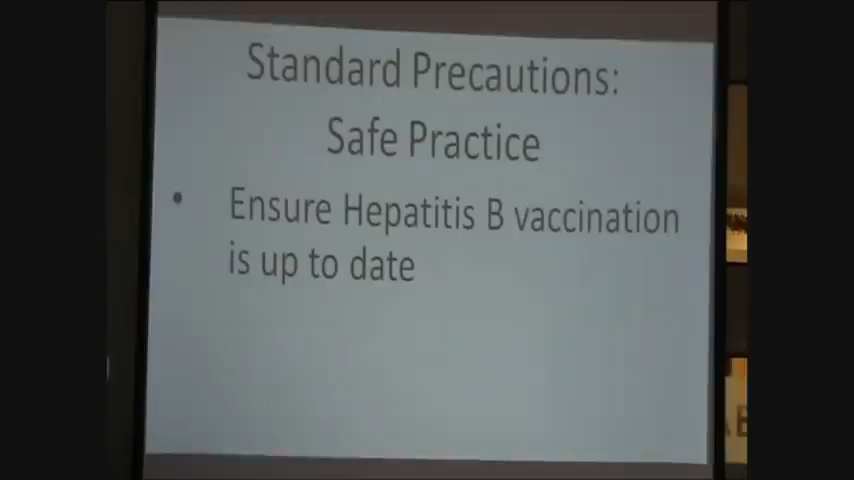 Standard Precautions:
Safe Practice
• Ensure Hepatitis B vaccination
is up to date